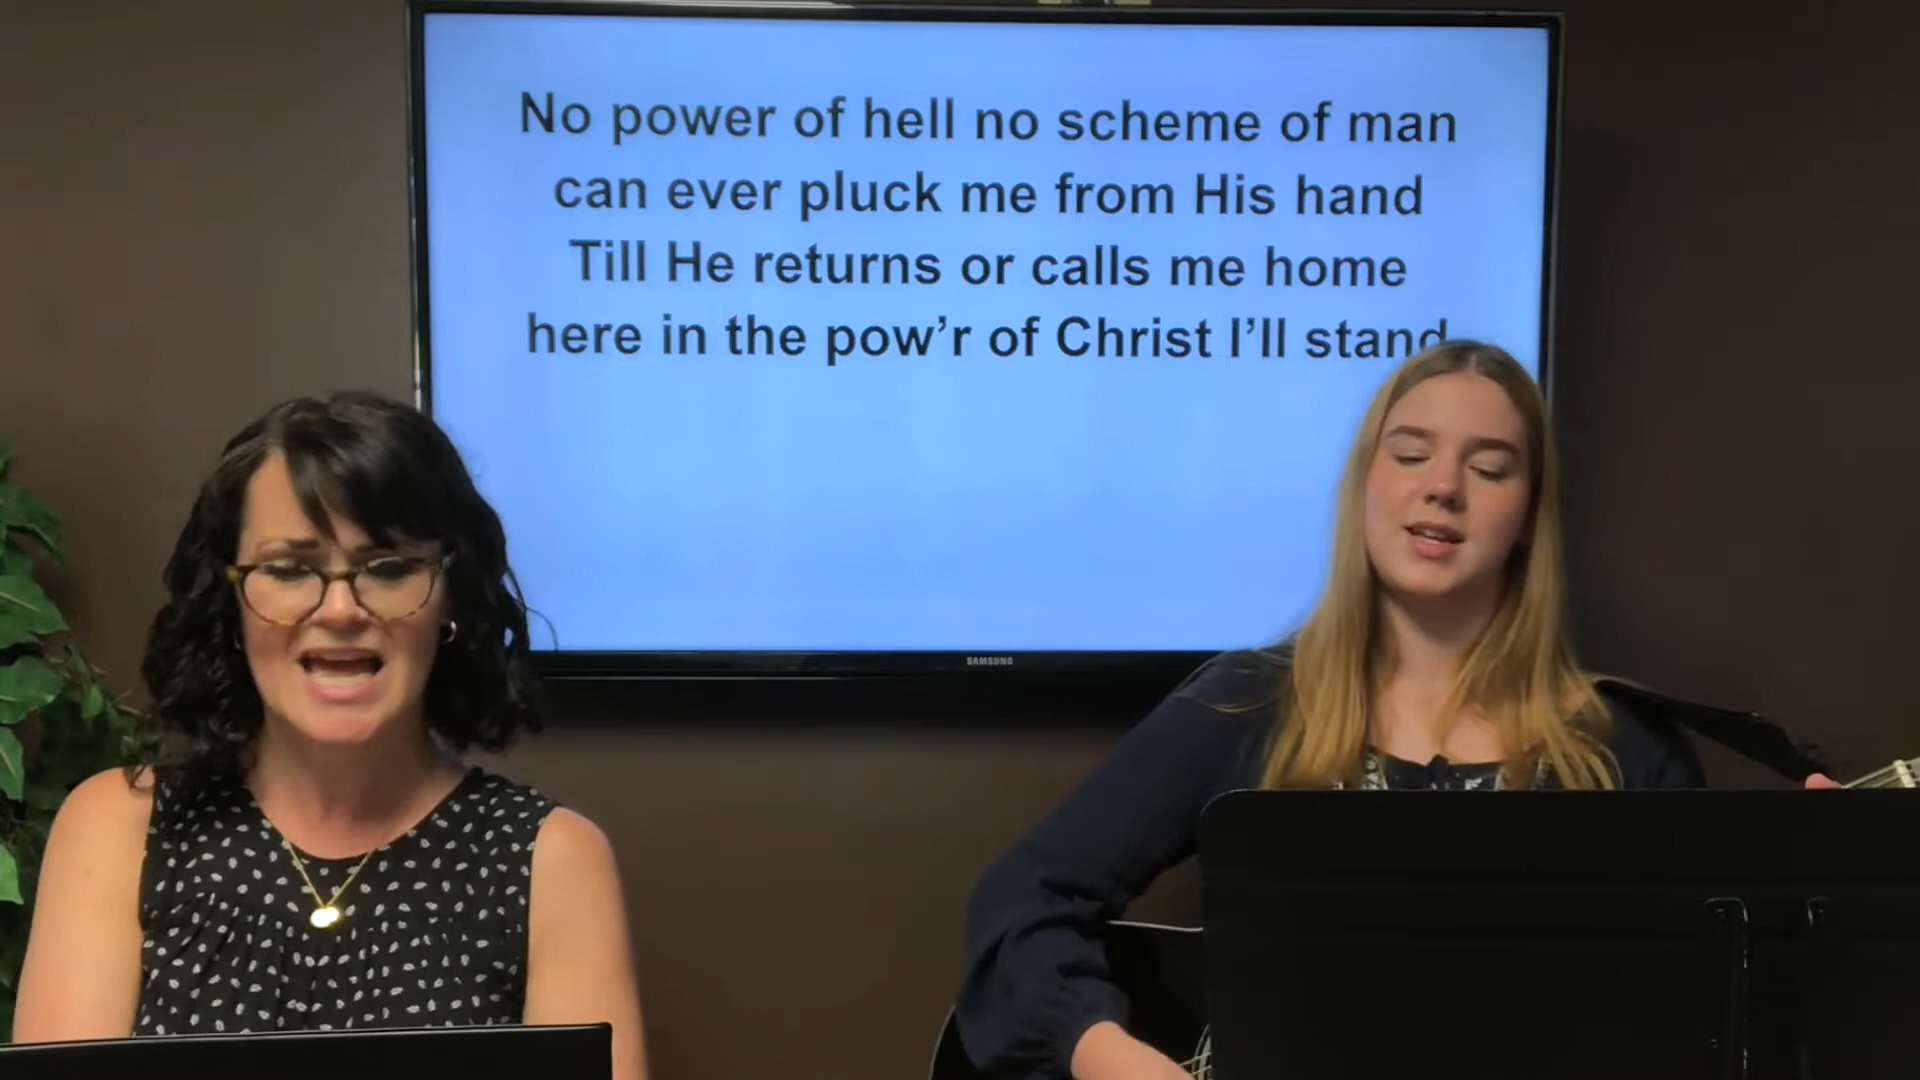 No power of hell no scheme of man
can ever pluck me from His hand
Till He returns or calls me home
here in the pow’r of Christ I’ll stand
SAMSUNG